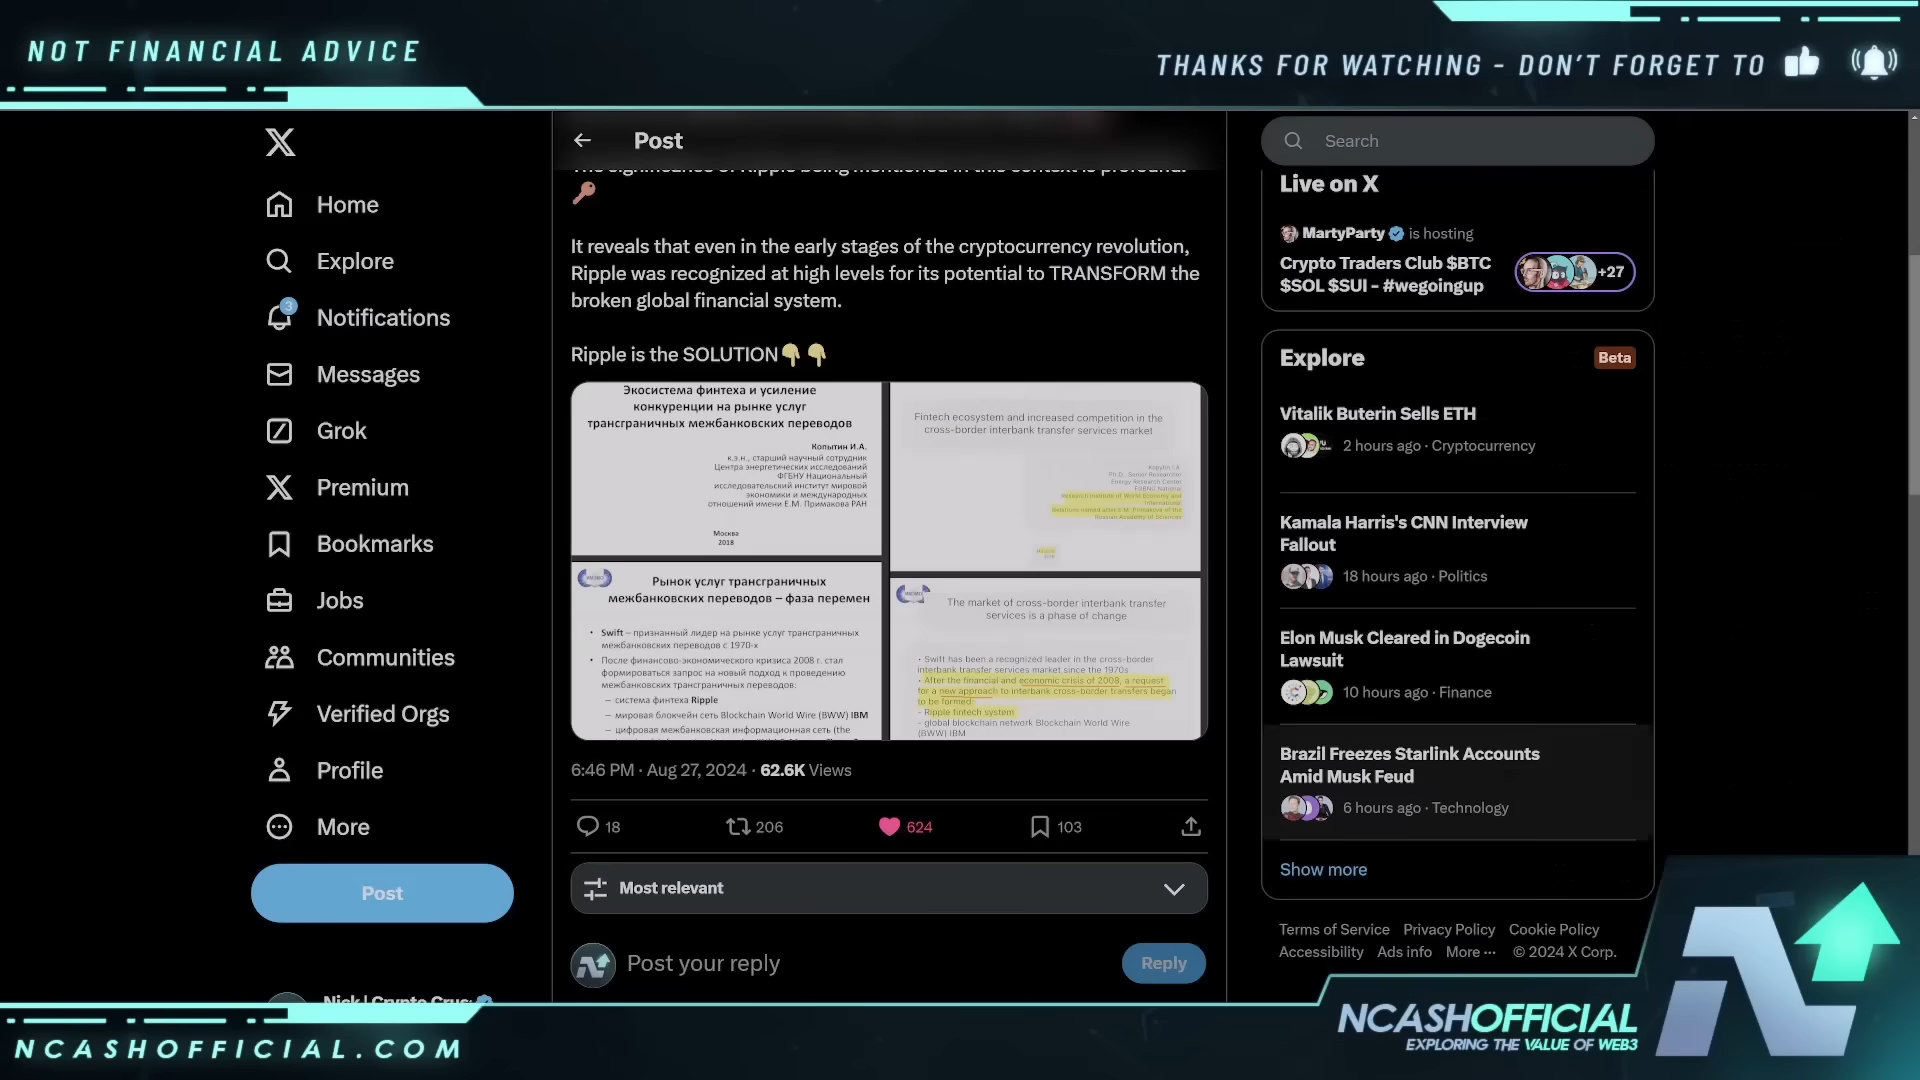 NOT FINANCIAL ADVICE
THANKS FOR WATCHING - DON'T FORGET TO
Home
Explore
Notifications
3
Messages
Grok
Premium
Bookmarks
Jobs
Communities
Verified Orgs
Profile
More
Post
Nick | Crypto
Post
The significance of Ripple being mentioned in this context is profound.
It reveals that even in the early stages of the cryptocurrency revolution,
Ripple was recognized at high levels for its potential to TRANSFORM the
broken global financial system.
Ripple is the SOLUTION👇👇
Экосистема финтеха и усиление
конкуренции на рынке услуг
трансграничных межбанковских переводов
Копытин И.А.
к.э.н., старший научный сотрудник
Центра энергетических исследований
ФГБНУ Национальный
исследовательский институт мировой
экономики и международных
отношений имени Е.М. Примакова РАН
Москва
2018
Fintech ecosystem and increased competition in the
cross-border interbank transfer services market
Ph.D., Senior Researcher
Energy Research Center
FGBNU National
Research Institute of World Economy and
International
Relations named after E.M. Primakov of the
Russian Academy of Sciences
Рынок услуг трансграничных
межбанковских переводов – фаза перемен
• Swift – признанный лидер на рынке услуг трансграничных
межбанковских переводов с 1970-х
• После финансово-экономического кризиса 2008 г. стал
формироваться запрос на новый подход к проведению
межбанковских трансграничных переводов:
– система финтеха Ripple
– мировая блокчейн сеть Blockchain World Wire (BWW) IBM
– цифровая межбанковская информационная сеть (the
The market of cross-border interbank transfer
services is a phase of change
• Swift has been a recognized leader in the cross-border
interbank transfer services market since the 1970s
• After the financial and economic crisis of 2008, a request
for a new approach to interbank cross-border transfers began
to be formed:
- Ripple fintech system
- global blockchain network Blockchain World Wire
(BWW) IBM
6:46 PM · Aug 27, 2024 · 62.6K Views
18 206 624 103
Most relevant
Post your reply
Reply
Search
Live on X
MartyParty is hosting
Crypto Traders Club $BTC
$SOL $SUI - #wegoingup
+27
Explore
Beta
Vitalik Buterin Sells ETH
2 hours ago · Cryptocurrency
Kamala Harris's CNN Interview
Fallout
18 hours ago · Politics
Elon Musk Cleared in Dogecoin
Lawsuit
10 hours ago · Finance
Brazil Freezes Starlink Accounts
Amid Musk Feud
6 hours ago · Technology
Show more
Terms of Service Privacy Policy Cookie Policy
Accessibility Ads info More ··· © 2024 X Corp.
NCASHOFFICIAL.COM
NCASHOFFICIAL
EXPLORING THE VALUE OF WEB3